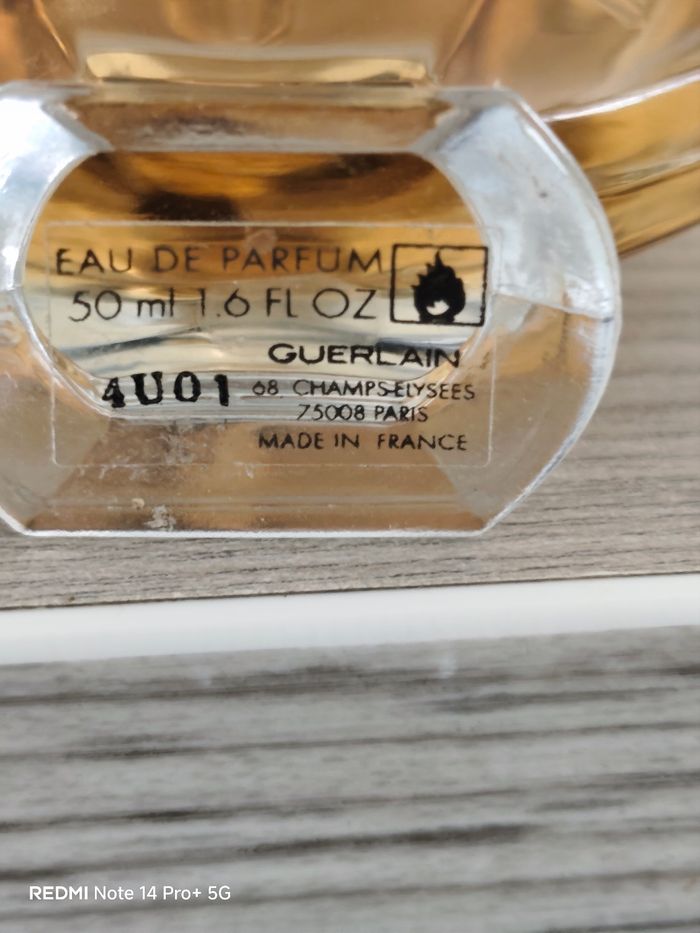 EAU DE PARFUM
50 ml 1.6 FL OZ
GUERLAIN
4U01
68 CHAMPS-ELYSEES
75008 PARIS
MADE IN FRANCE
REDMI Note 14 Pro+ 5G